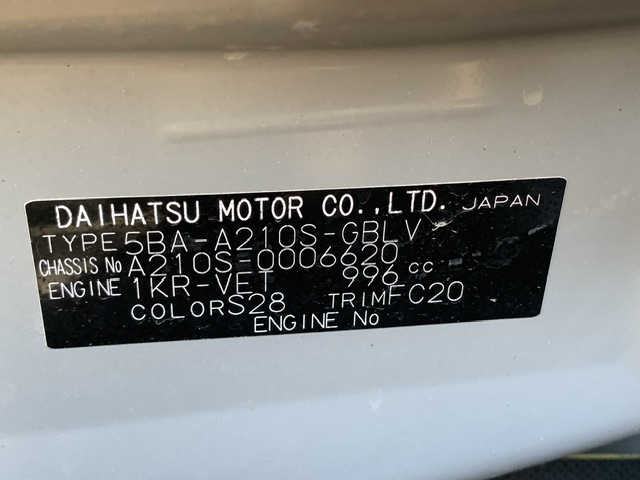 DAIHATSU MOTOR CO.,LTD. JAPAN
TYPE 5BA-A210S-GBLV
CHASSIS No A210S-0006620
ENGINE 1KR-VET 996 cc
COLOR S28 TRIM FC20
ENGINE No